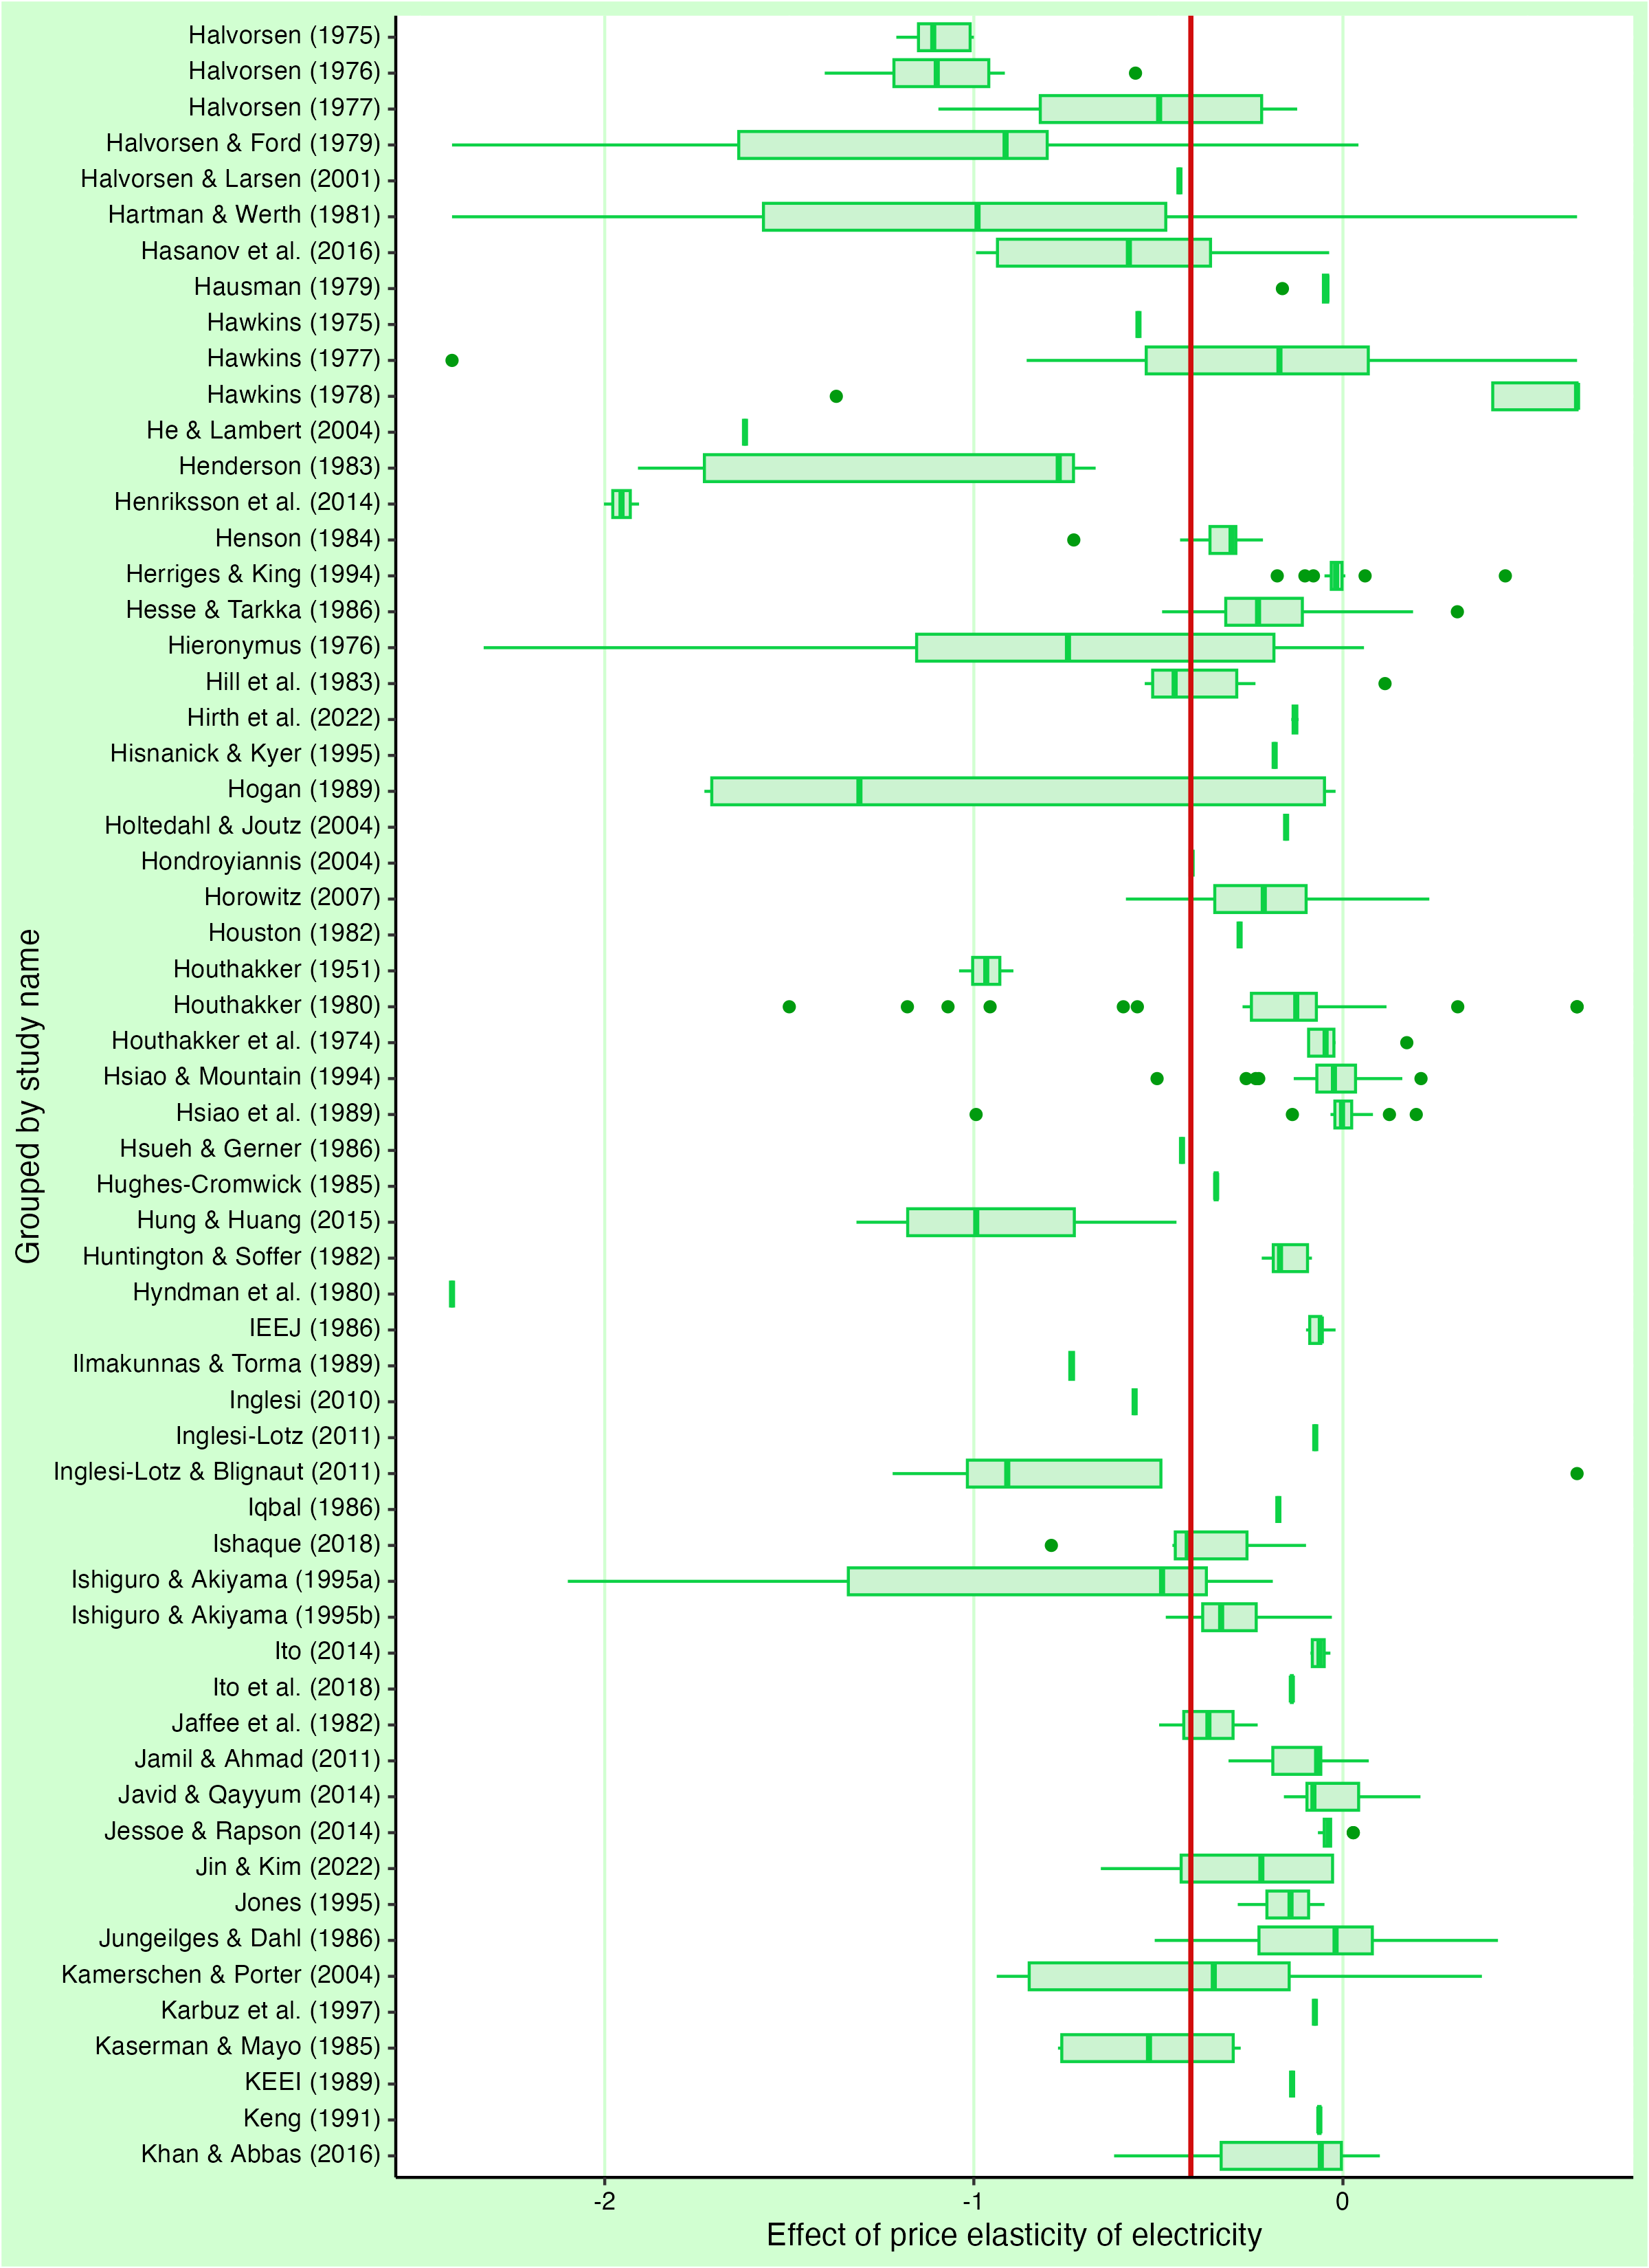 Halvorsen (1975)
Halvorsen (1976)
Halvorsen (1977)
Halvorsen & Ford (1979)
Halvorsen & Larsen (2001)
Hartman & Werth (1981)
Hasanov et al. (2016)
Hausman (1979)
Hawkins (1975)
Hawkins (1977)
Hawkins (1978)
He & Lambert (2004)
Henderson (1983)
Henriksson et al. (2014)
Henson (1984)
Herriges & King (1994)
Hesse & Tarkka (1986)
Hieronymus (1976)
Hill et al. (1983)
Hirth et al. (2022)
Hisnanick & Kyer (1995)
Hogan (1989)
Holtedahl & Joutz (2004)
Hondroyiannis (2004)
Horowitz (2007)
Houston (1982)
Houthakker (1951)
Houthakker (1980)
Houthakker et al. (1974)
Hsiao & Mountain (1994)
Hsiao et al. (1989)
Hsueh & Gerner (1986)
Hughes-Cromwick (1985)
Hung & Huang (2015)
Huntington & Soffer (1982)
Hyndman et al. (1980)
IEEJ (1986)
Ilmakunnas & Torma (1989)
Inglesi (2010)
Inglesi-Lotz (2011)
Inglesi-Lotz & Blignaut (2011)
Iqbal (1986)
Ishaque (2018)
Ishiguro & Akiyama (1995a)
Ishiguro & Akiyama (1995b)
Ito (2014)
Ito et al. (2018)
Jaffee et al. (1982)
Jamil & Ahmad (2011)
Javid & Qayyum (2014)
Jessoe & Rapson (2014)
Jin & Kim (2022)
Jones (1995)
Jungeilges & Dahl (1986)
Kamerschen & Porter (2004)
Karbuz et al. (1997)
Kaserman & Mayo (1985)
KEEI (1989)
Keng (1991)
Khan & Abbas (2016)
Grouped by study name
-2 -1 0
Effect of price elasticity of electricity